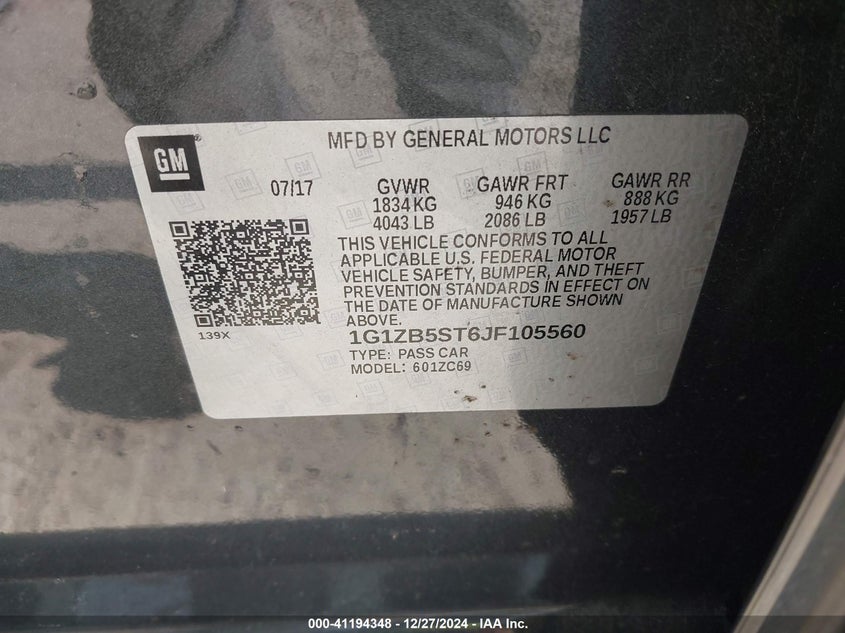 MFD BY GENERAL MOTORS LLC
GM
07/17 GVWR GAWR FRT GAWR RR
1834 KG 946 KG 888 KG
4043 LB 2086 LB 1957 LB
THIS VEHICLE CONFORMS TO ALL
APPLICABLE U.S. FEDERAL MOTOR
VEHICLE SAFETY, BUMPER, AND THEFT
PREVENTION STANDARDS IN EFFECT ON
THE DATE OF MANUFACTURE SHOWN
ABOVE.
139X
1G1ZB5ST6JF105560
TYPE: PASS CAR
MODEL: 601ZC69
000-41194348 - 12/27/2024 - IAA Inc.